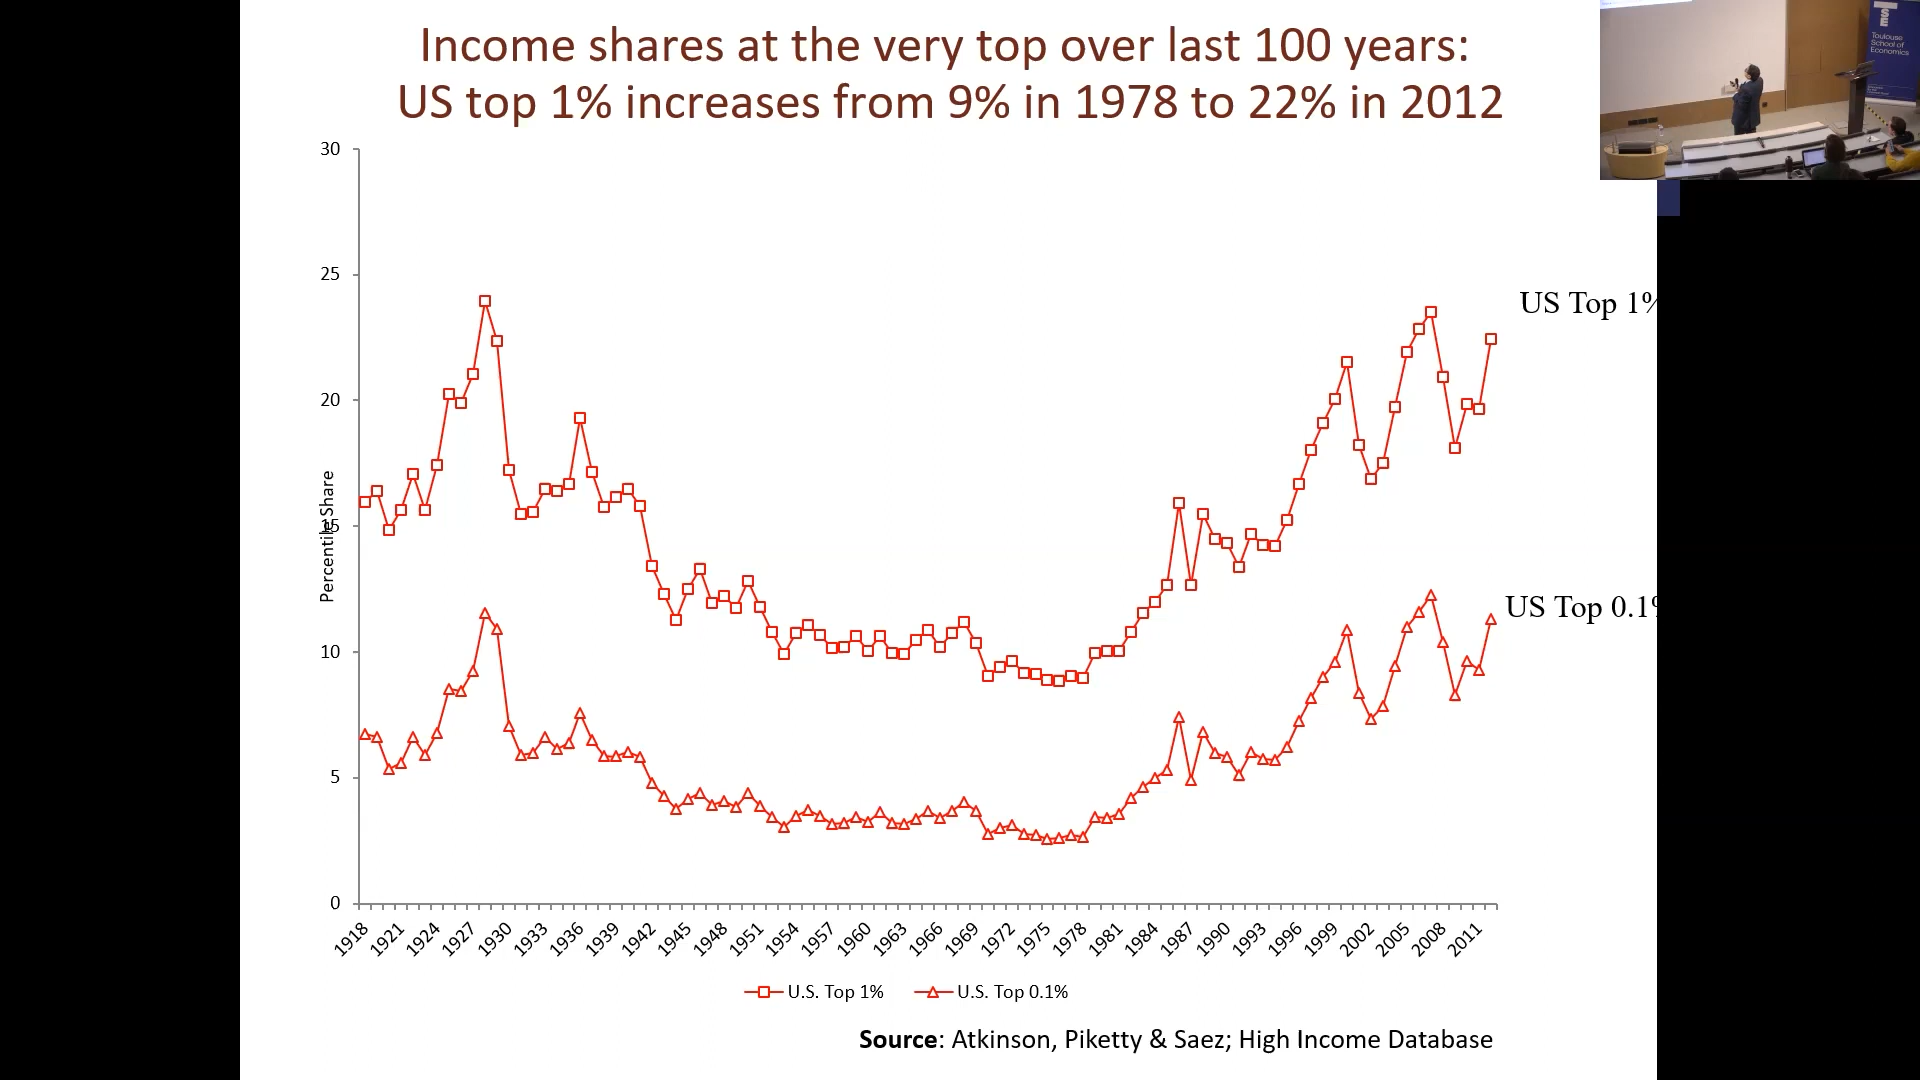 Income shares at the very top over last 100 years:
US top 1% increases from 9% in 1978 to 22% in 2012
TSE
Toulouse
School of
Economics
30
25
20
15
10
5
0
Percentile Share
US Top 1%
US Top 0.1%
1918 1921 1924 1927 1930 1933 1936 1939 1942 1945 1948 1951 1954 1957 1960 1963 1966 1969 1972 1975 1978 1981 1984 1987 1990 1993 1996 1999 2002 2005 2008 2011
U.S. Top 1% U.S. Top 0.1%
Source: Atkinson, Piketty & Saez; High Income Database